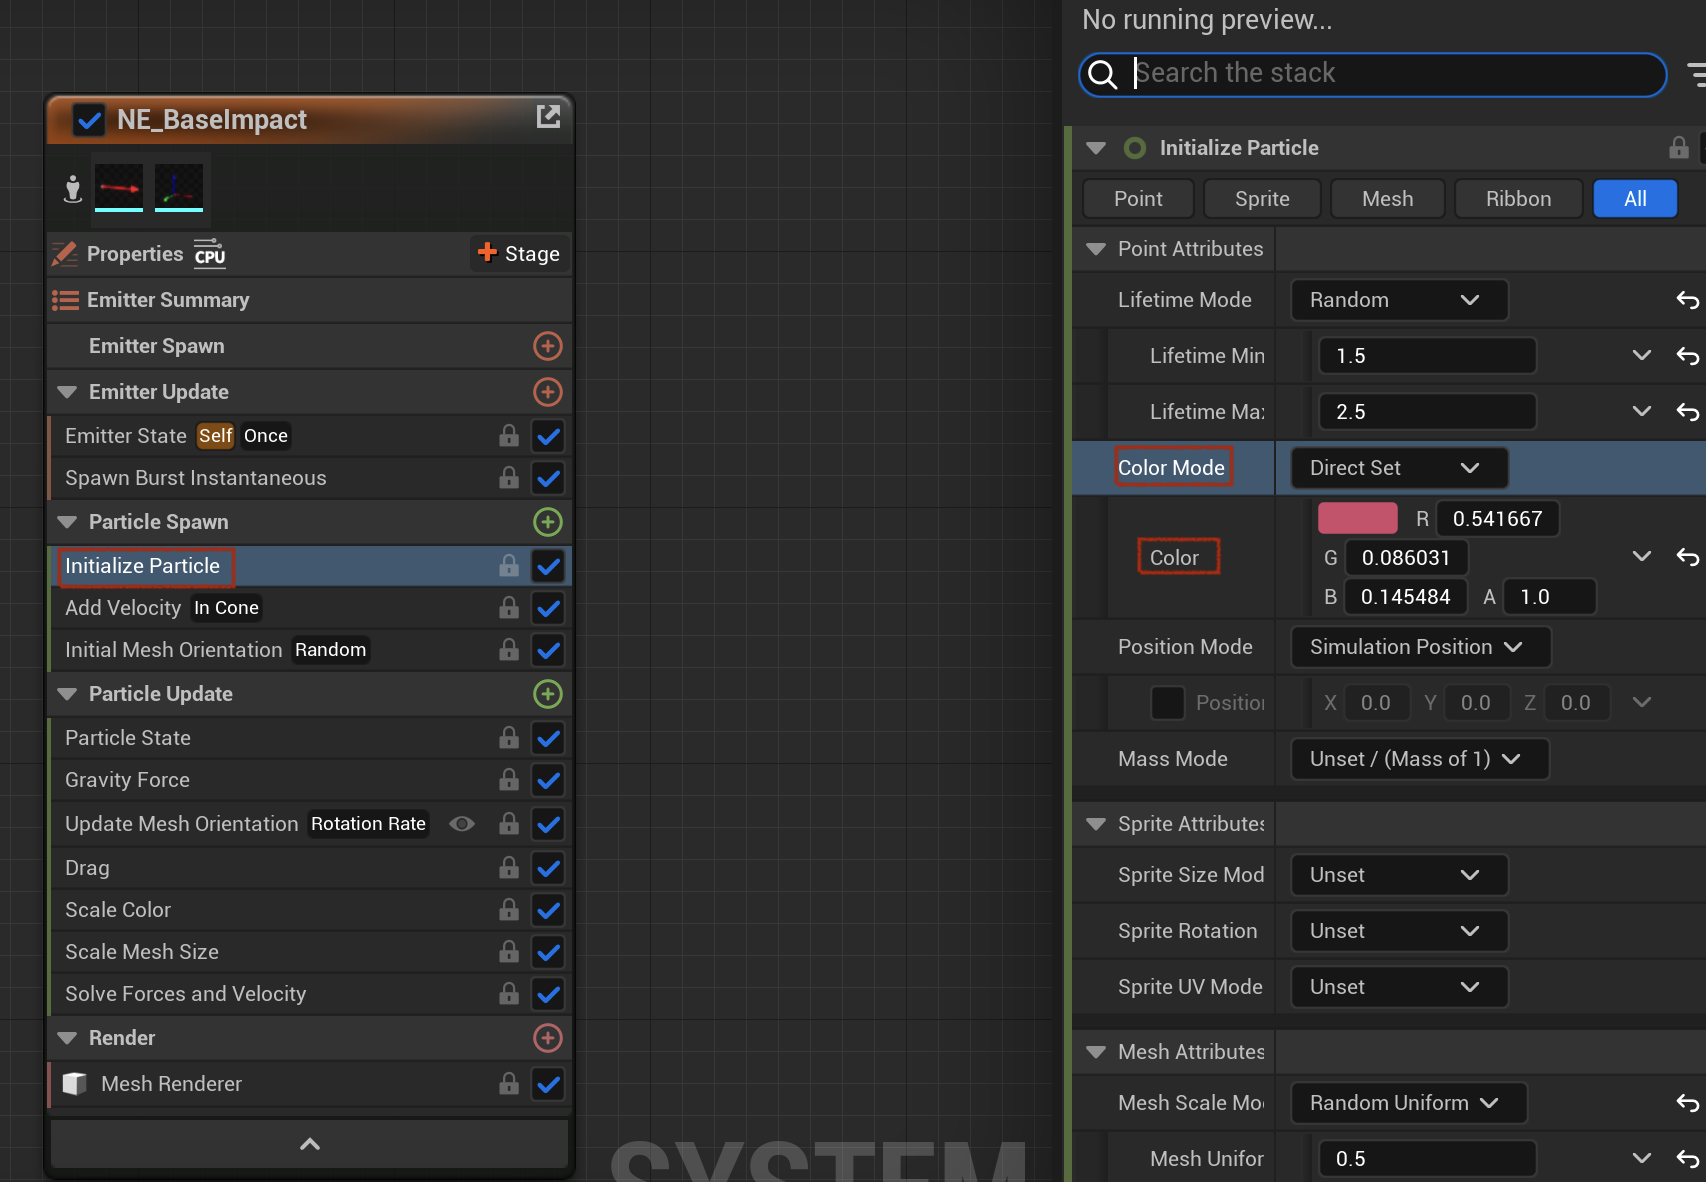 NE_BaseImpact
Properties CPU + Stage
Emitter Summary
Emitter Spawn
Emitter Update
Emitter State Self Once
Spawn Burst Instantaneous
Particle Spawn
Initialize Particle
Add Velocity In Cone
Initial Mesh Orientation Random
Particle Update
Particle State
Gravity Force
Update Mesh Orientation Rotation Rate
Drag
Scale Color
Scale Mesh Size
Solve Forces and Velocity
Render
Mesh Renderer
SYSTEM
No running preview...
Search the stack
Initialize Particle
Point Sprite Mesh Ribbon All
Point Attributes
Lifetime Mode Random
Lifetime Min 1.5
Lifetime Ma 2.5
Color Mode Direct Set
Color R 0.541667
G 0.086031
B 0.145484 A 1.0
Position Mode Simulation Position
Position X 0.0 Y 0.0 Z 0.0
Mass Mode Unset / (Mass of 1)
Sprite Attributes
Sprite Size Mod Unset
Sprite Rotation Unset
Sprite UV Mode Unset
Mesh Attributes
Mesh Scale Mo Random Uniform
Mesh Unifor 0.5